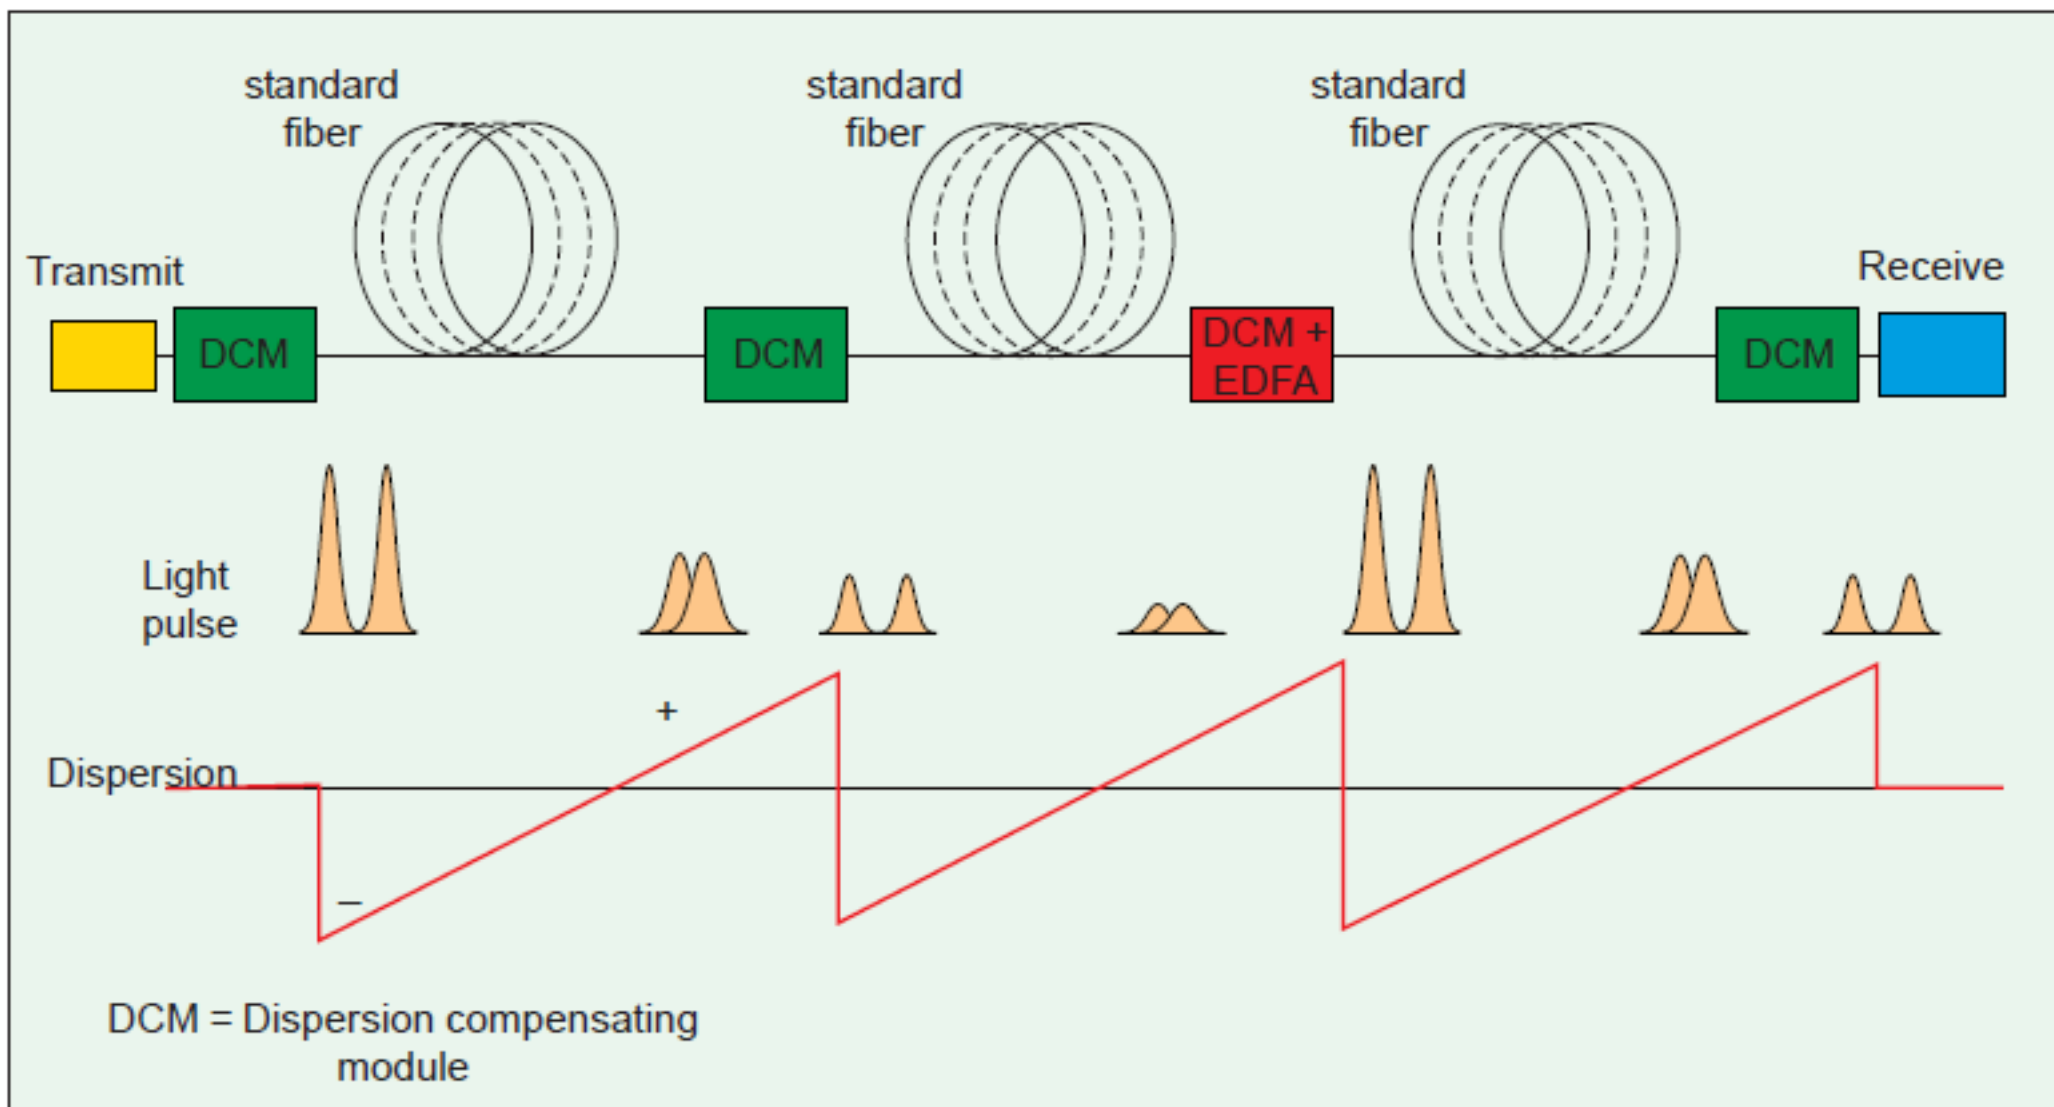 standard
fiber
standard
fiber
standard
fiber
Transmit
Receive
DCM
DCM
DCM +
EDFA
DCM
Light
pulse
+
Dispersion
–
DCM = Dispersion compensating
module